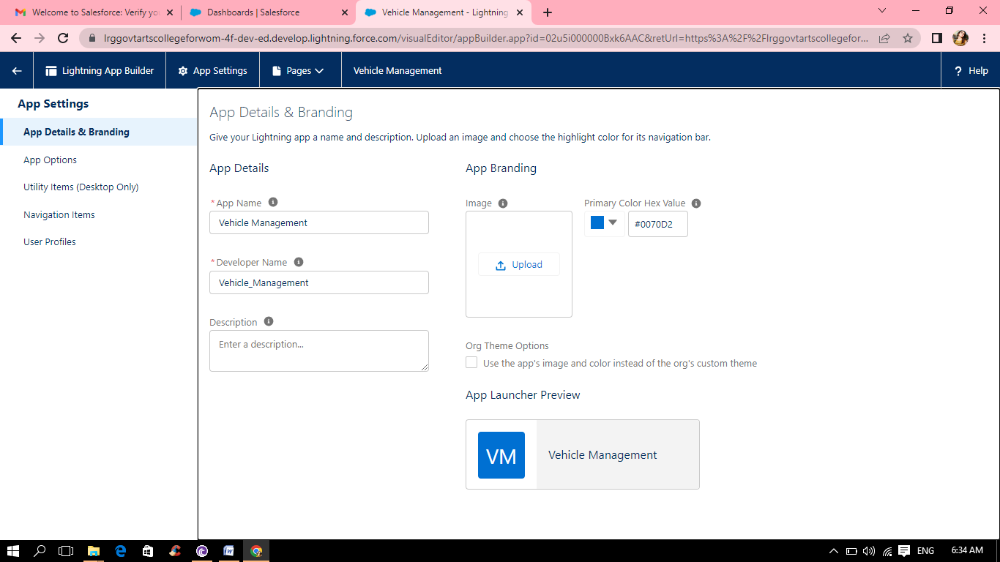 Welcome to Salesforce: Verify yo
Dashboards | Salesforce
Vehicle Management - Lightning
lrggovtartscollegeforwom-4f-dev-ed.develop.lightning.force.com/visualEditor/appBuilder.app?id=02u5i000000Bxk6AAC&retUrl=https%3A%2F%2Flrggovtartscollegefor...
Lightning App Builder
App Settings
Pages
Vehicle Management
? Help
App Settings
App Details & Branding
App Options
Utility Items (Desktop Only)
Navigation Items
User Profiles
App Details & Branding
Give your Lightning app a name and description. Upload an image and choose the highlight color for its navigation bar.
App Details
*App Name
Vehicle Management
*Developer Name
Vehicle_Management
Description
Enter a description...
App Branding
Image
Upload
Primary Color Hex Value
#0070D2
Org Theme Options
Use the app's image and color instead of the org's custom theme
App Launcher Preview
VM
Vehicle Management
ENG
6:34 AM